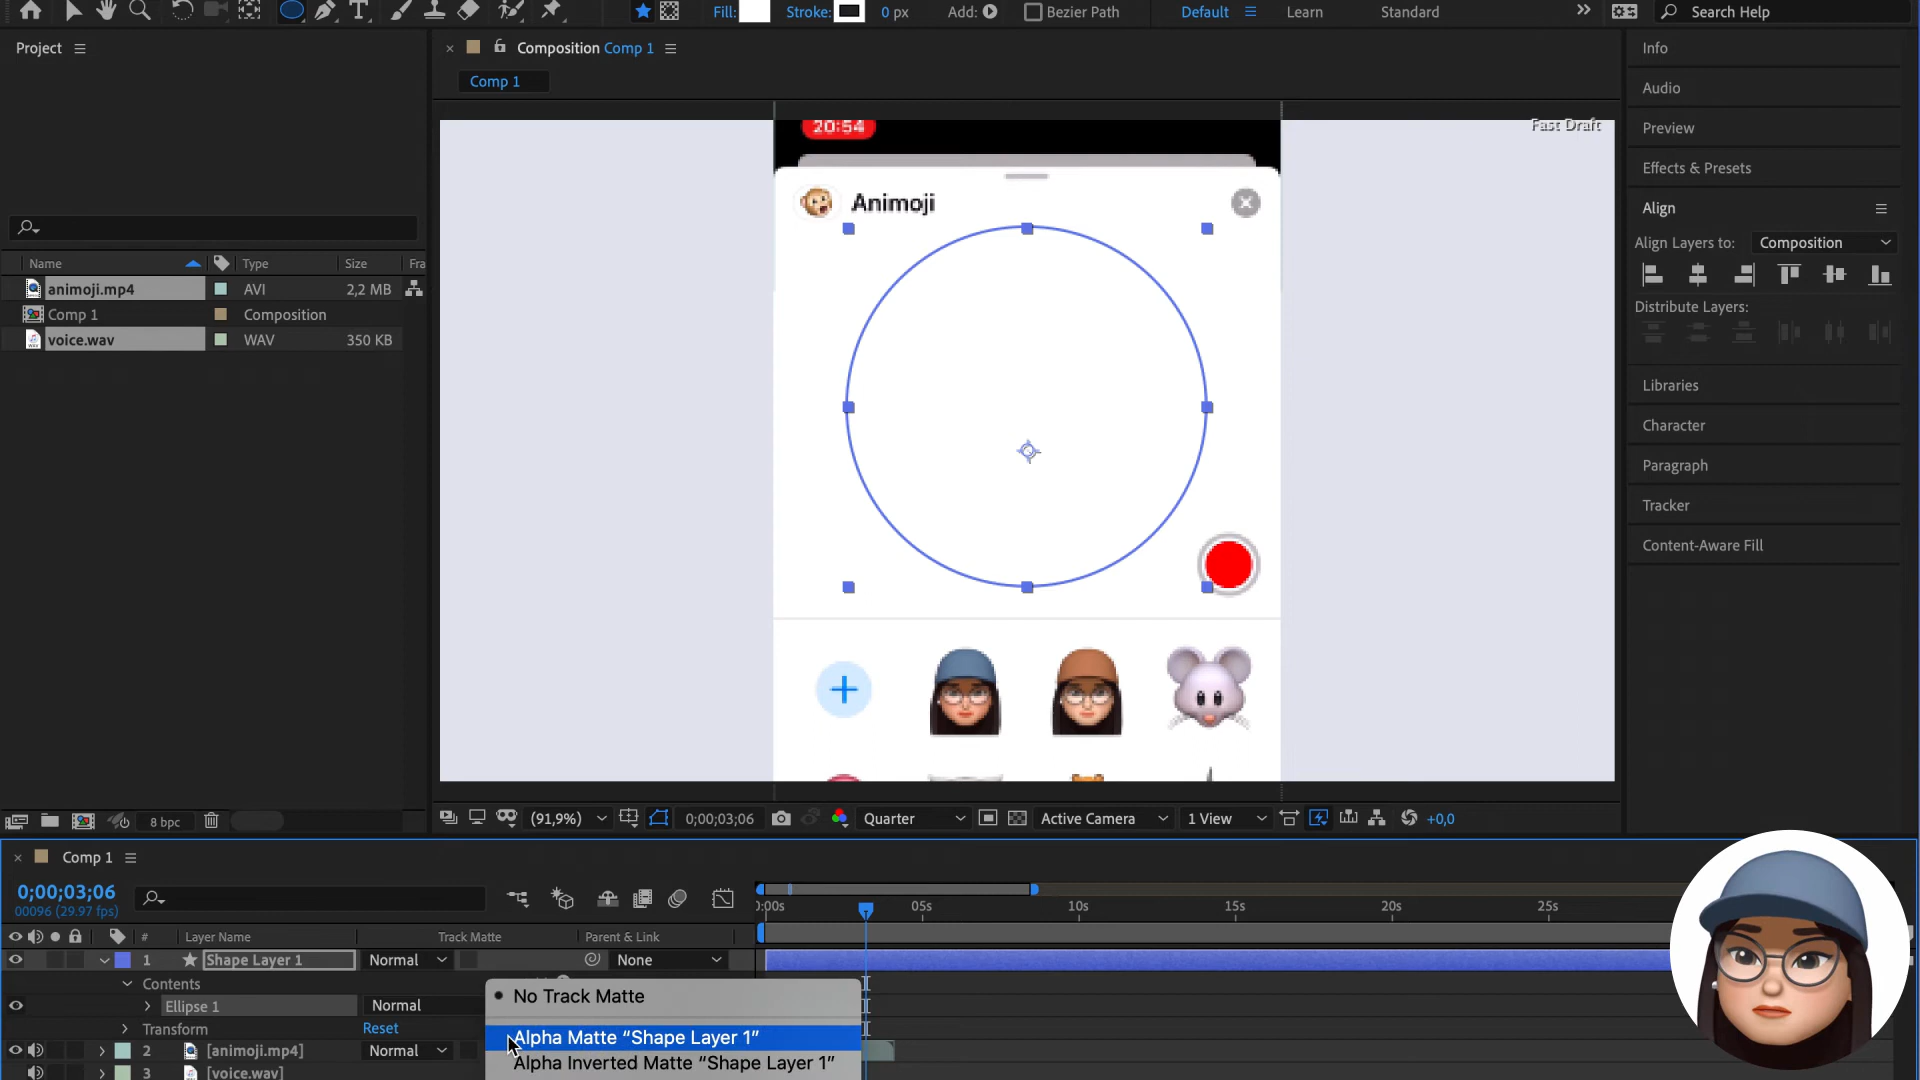 Fill:
Stroke:
0 px
Add:
Bezier Path
Default
Learn
Standard
Search Help
Project
Composition Comp 1
Comp 1
Name
Type
Size
Fra
animoji.mp4
AVI
2,2 MB
Comp 1
Composition
voice.wav
WAV
350 KB
8 bpc
20:54
Fast Draft
Animoji
(91,9%)
0;00;03;06
Quarter
Active Camera
1 View
+0,0
Info
Audio
Preview
Effects & Presets
Align
Align Layers to:
Composition
Distribute Layers:
Libraries
Character
Paragraph
Tracker
Content-Aware Fill
Comp 1
0;00;03;06
00096 (29.97 fps)
:00s
05s
10s
15s
20s
25s
#
Layer Name
Track Matte
Parent & Link
1
Shape Layer 1
Normal
None
Contents
Ellipse 1
Normal
Transform
Reset
2
[animoji.mp4]
Normal
3
[voice.wav]
No Track Matte
Alpha Matte “Shape Layer 1”
Alpha Inverted Matte “Shape Layer 1”